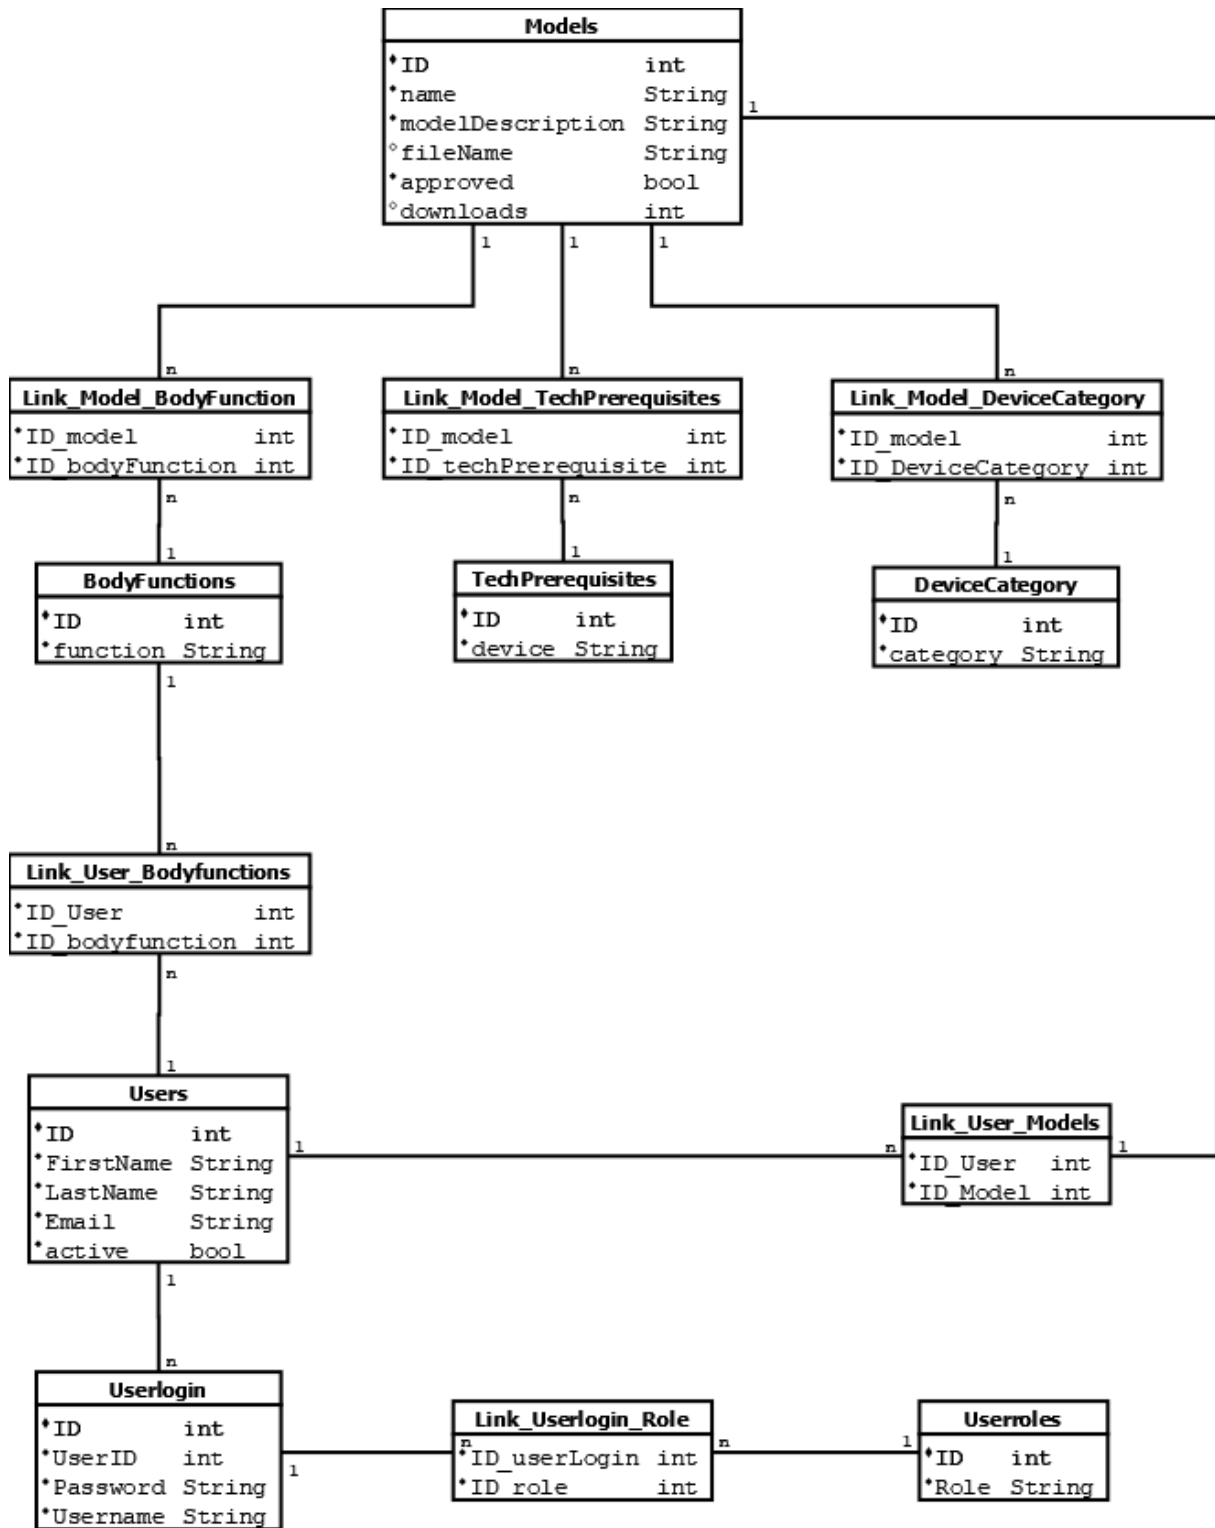 Models
ID int
name String
modelDescription String
fileName String
approved bool
downloads int
1
1 1 1
n n n
Link_Model_BodyFunction
ID_model int
ID_bodyFunction int
Link_Model_TechPrerequisites
ID_model int
ID_techPrerequisite int
Link_Model_DeviceCategory
ID_model int
ID_DeviceCategory int
n n n
1 1 1
BodyFunctions
ID int
function String
TechPrerequisites
ID int
device String
DeviceCategory
ID int
category String
1
n
Link_User_Bodyfunctions
ID_User int
ID_bodyfunction int
n
1
Users
ID int
FirstName String
LastName String
Email String
active bool
1 n
Link_User_Models
ID_User int
ID_Model int
1
1
n
Userlogin
ID int
UserID int
Password String
Username String
1 n
Link_Userlogin_Role
ID_userLogin int
ID_role int
n 1
Userroles
ID int
Role String